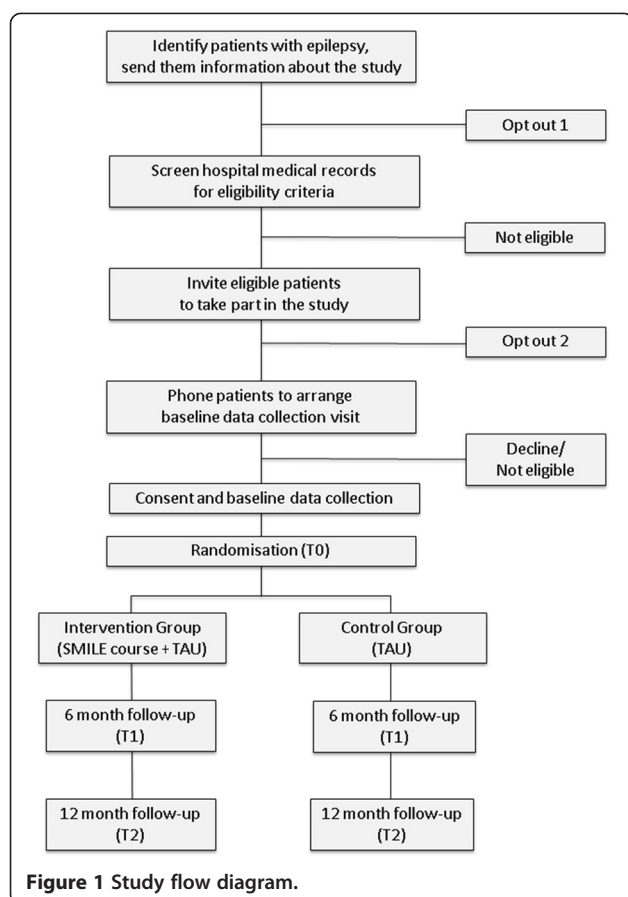 Identify patients with epilepsy,
send them information about the study
Opt out 1
Screen hospital medical records
for eligibility criteria
Not eligible
Invite eligible patients
to take part in the study
Opt out 2
Phone patients to arrange
baseline data collection visit
Decline/
Not eligible
Consent and baseline data collection
Randomisation (T0)
Intervention Group
(SMILE course + TAU)
Control Group
(TAU)
6 month follow-up
(T1)
6 month follow-up
(T1)
12 month follow-up
(T2)
12 month follow-up
(T2)
Figure 1 Study flow diagram.